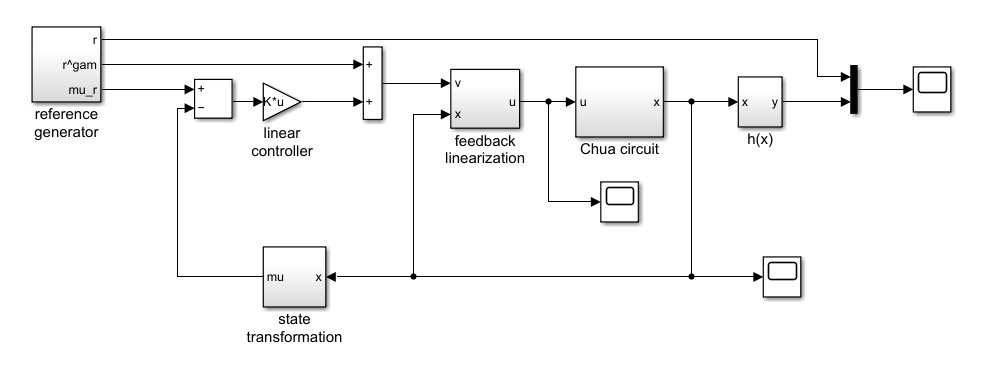 r
r^gam
mu_r
reference
generator
+
−
K*u
linear
controller
+
+
v
x
u
feedback
linearization
u
x
Chua circuit
x
y
h(x)
mu
x
state
transformation